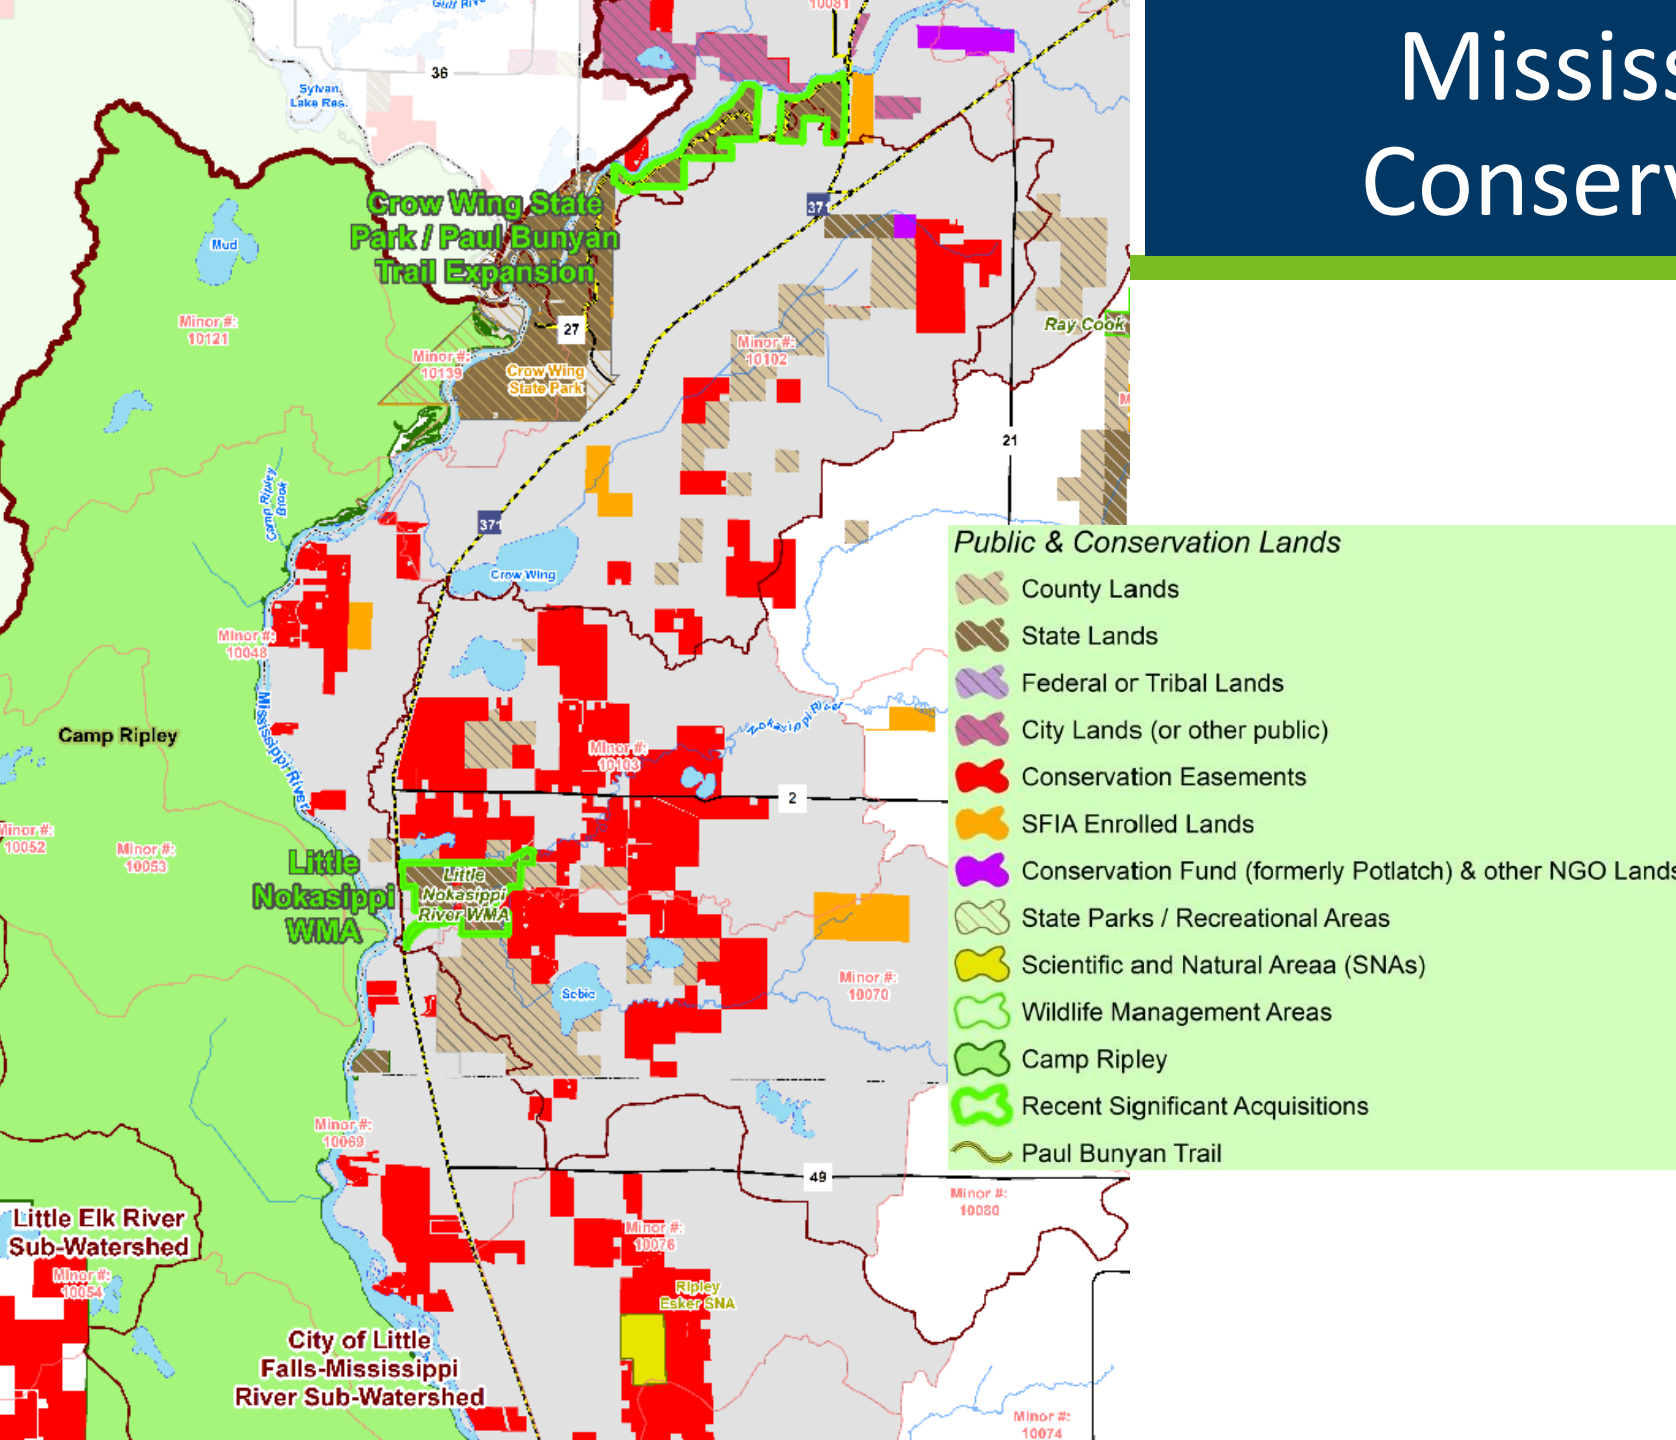 Mississ
Conserv
Gull Riv
10081
36
Sylvan
Lake Res.
Crow Wing State
Park / Paul Bunyan
Trail Expansion
371
Mud
Minor #:
10121
27
Minor #:
10139
Crow Wing
State Park
Minor #:
10102
Ray Cook
M
21
Camp Ripley
Brook
371
Crow Wing
Minor #:
10048
Mississippi River
Camp Ripley
Nokasippi River
Minor #:
10103
2
Minor #:
10052
Minor #:
10053
Little
Nokasippi
WMA
Little
Nokasippi
River WMA
Sebie
Minor #:
10070
Minor #:
10069
49
Minor #:
10080
Little Elk River
Sub-Watershed
Minor #:
10054
Minor #:
10076
Ripley
Esker SNA
City of Little
Falls-Mississippi
River Sub-Watershed
Minor #:
10074
Public & Conservation Lands
County Lands
State Lands
Federal or Tribal Lands
City Lands (or other public)
Conservation Easements
SFIA Enrolled Lands
Conservation Fund (formerly Potlatch) & other NGO Lands
State Parks / Recreational Areas
Scientific and Natural Areaa (SNAs)
Wildlife Management Areas
Camp Ripley
Recent Significant Acquisitions
Paul Bunyan Trail